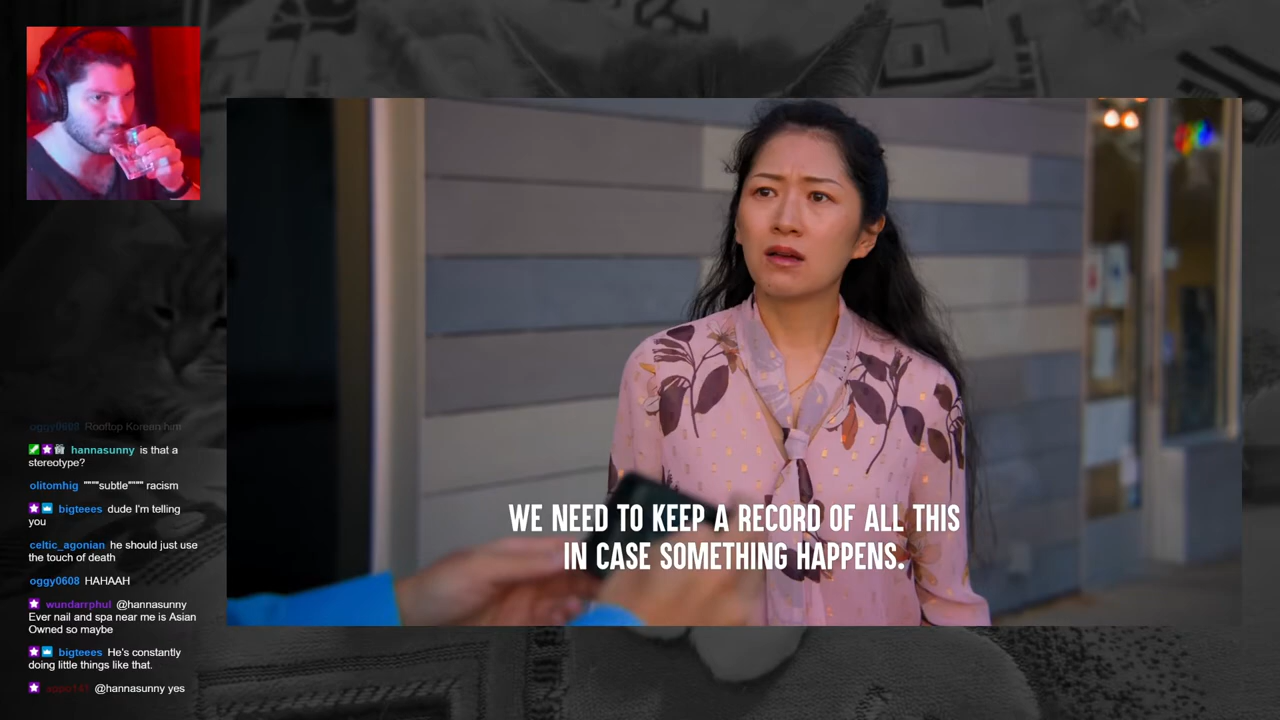 oggy0608 Rooftop Korean him
hannasunny is that a
stereotype?
olitomhig """"subtle"""" racism
bigteees dude I'm telling
you
celtic_agonian he should just use
the touch of death
oggy0608 HAHAAH
wundarrphul @hannasunny
Ever nail and spa near me is Asian
Owned so maybe
bigteees He's constantly
doing little things like that.
@hannasunny yes
WE NEED TO KEEP A RECORD OF ALL THIS
IN CASE SOMETHING HAPPENS.